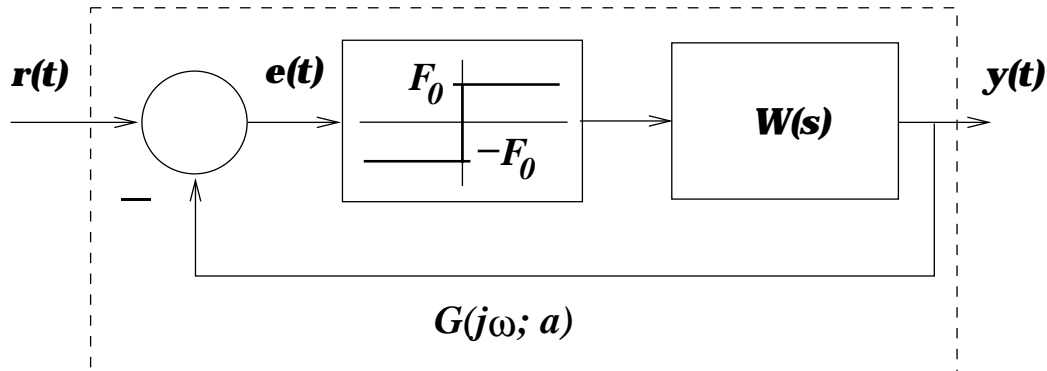 r(t)
e(t)
F0
−F0
W(s)
y(t)
−
G(jω; a)